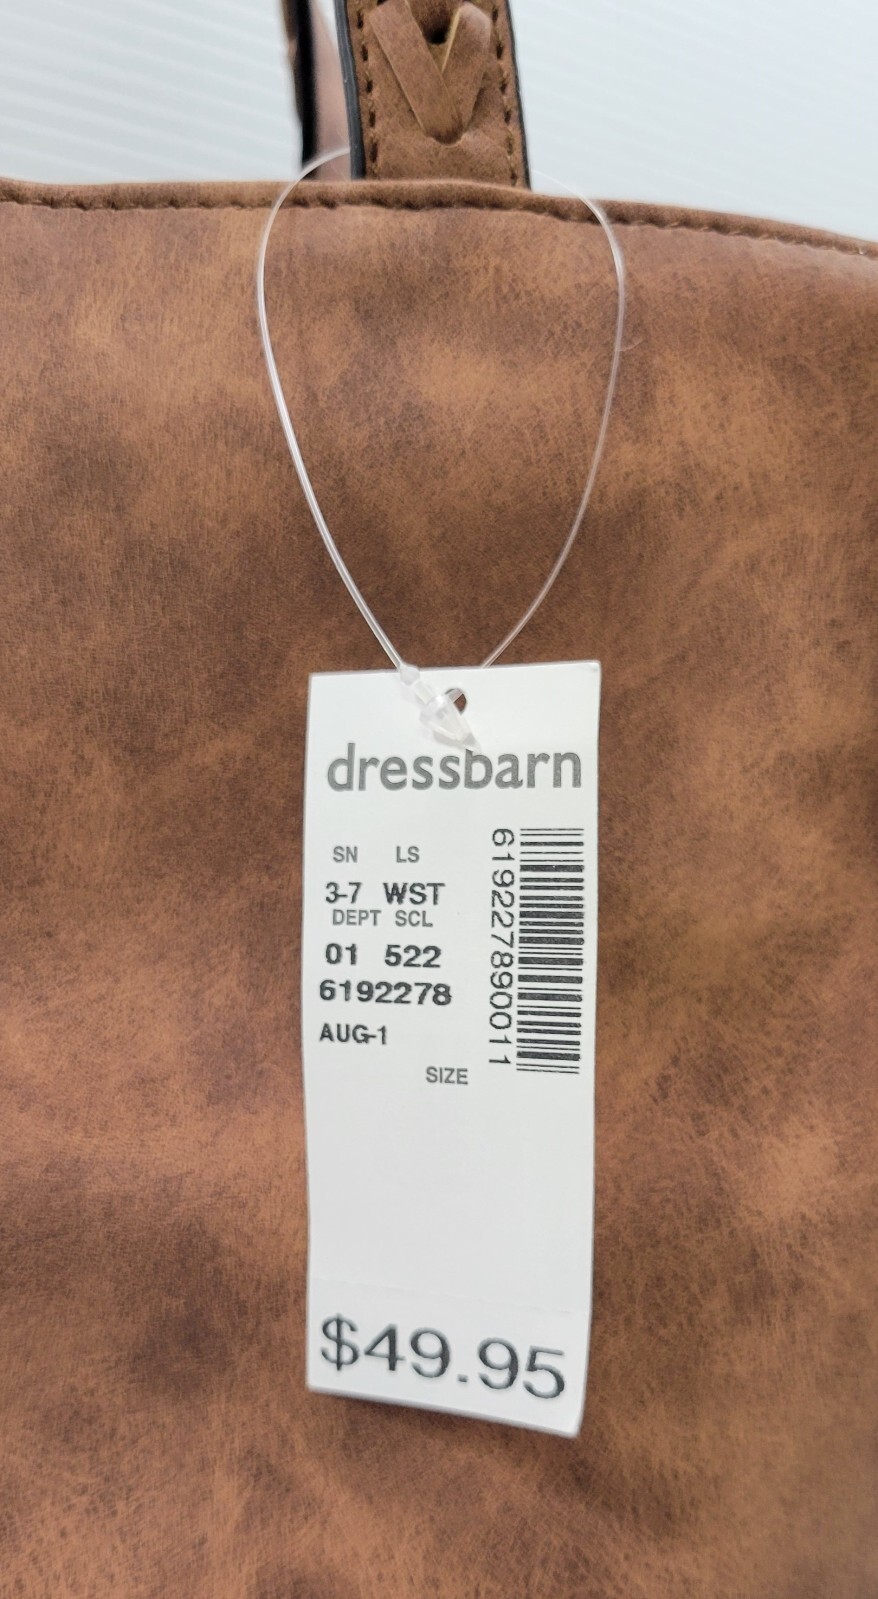 dressbarn
SN LS
3-7 WST
DEPT SCL
01 522
6192278
AUG-1
SIZE
619227890011
$49.95